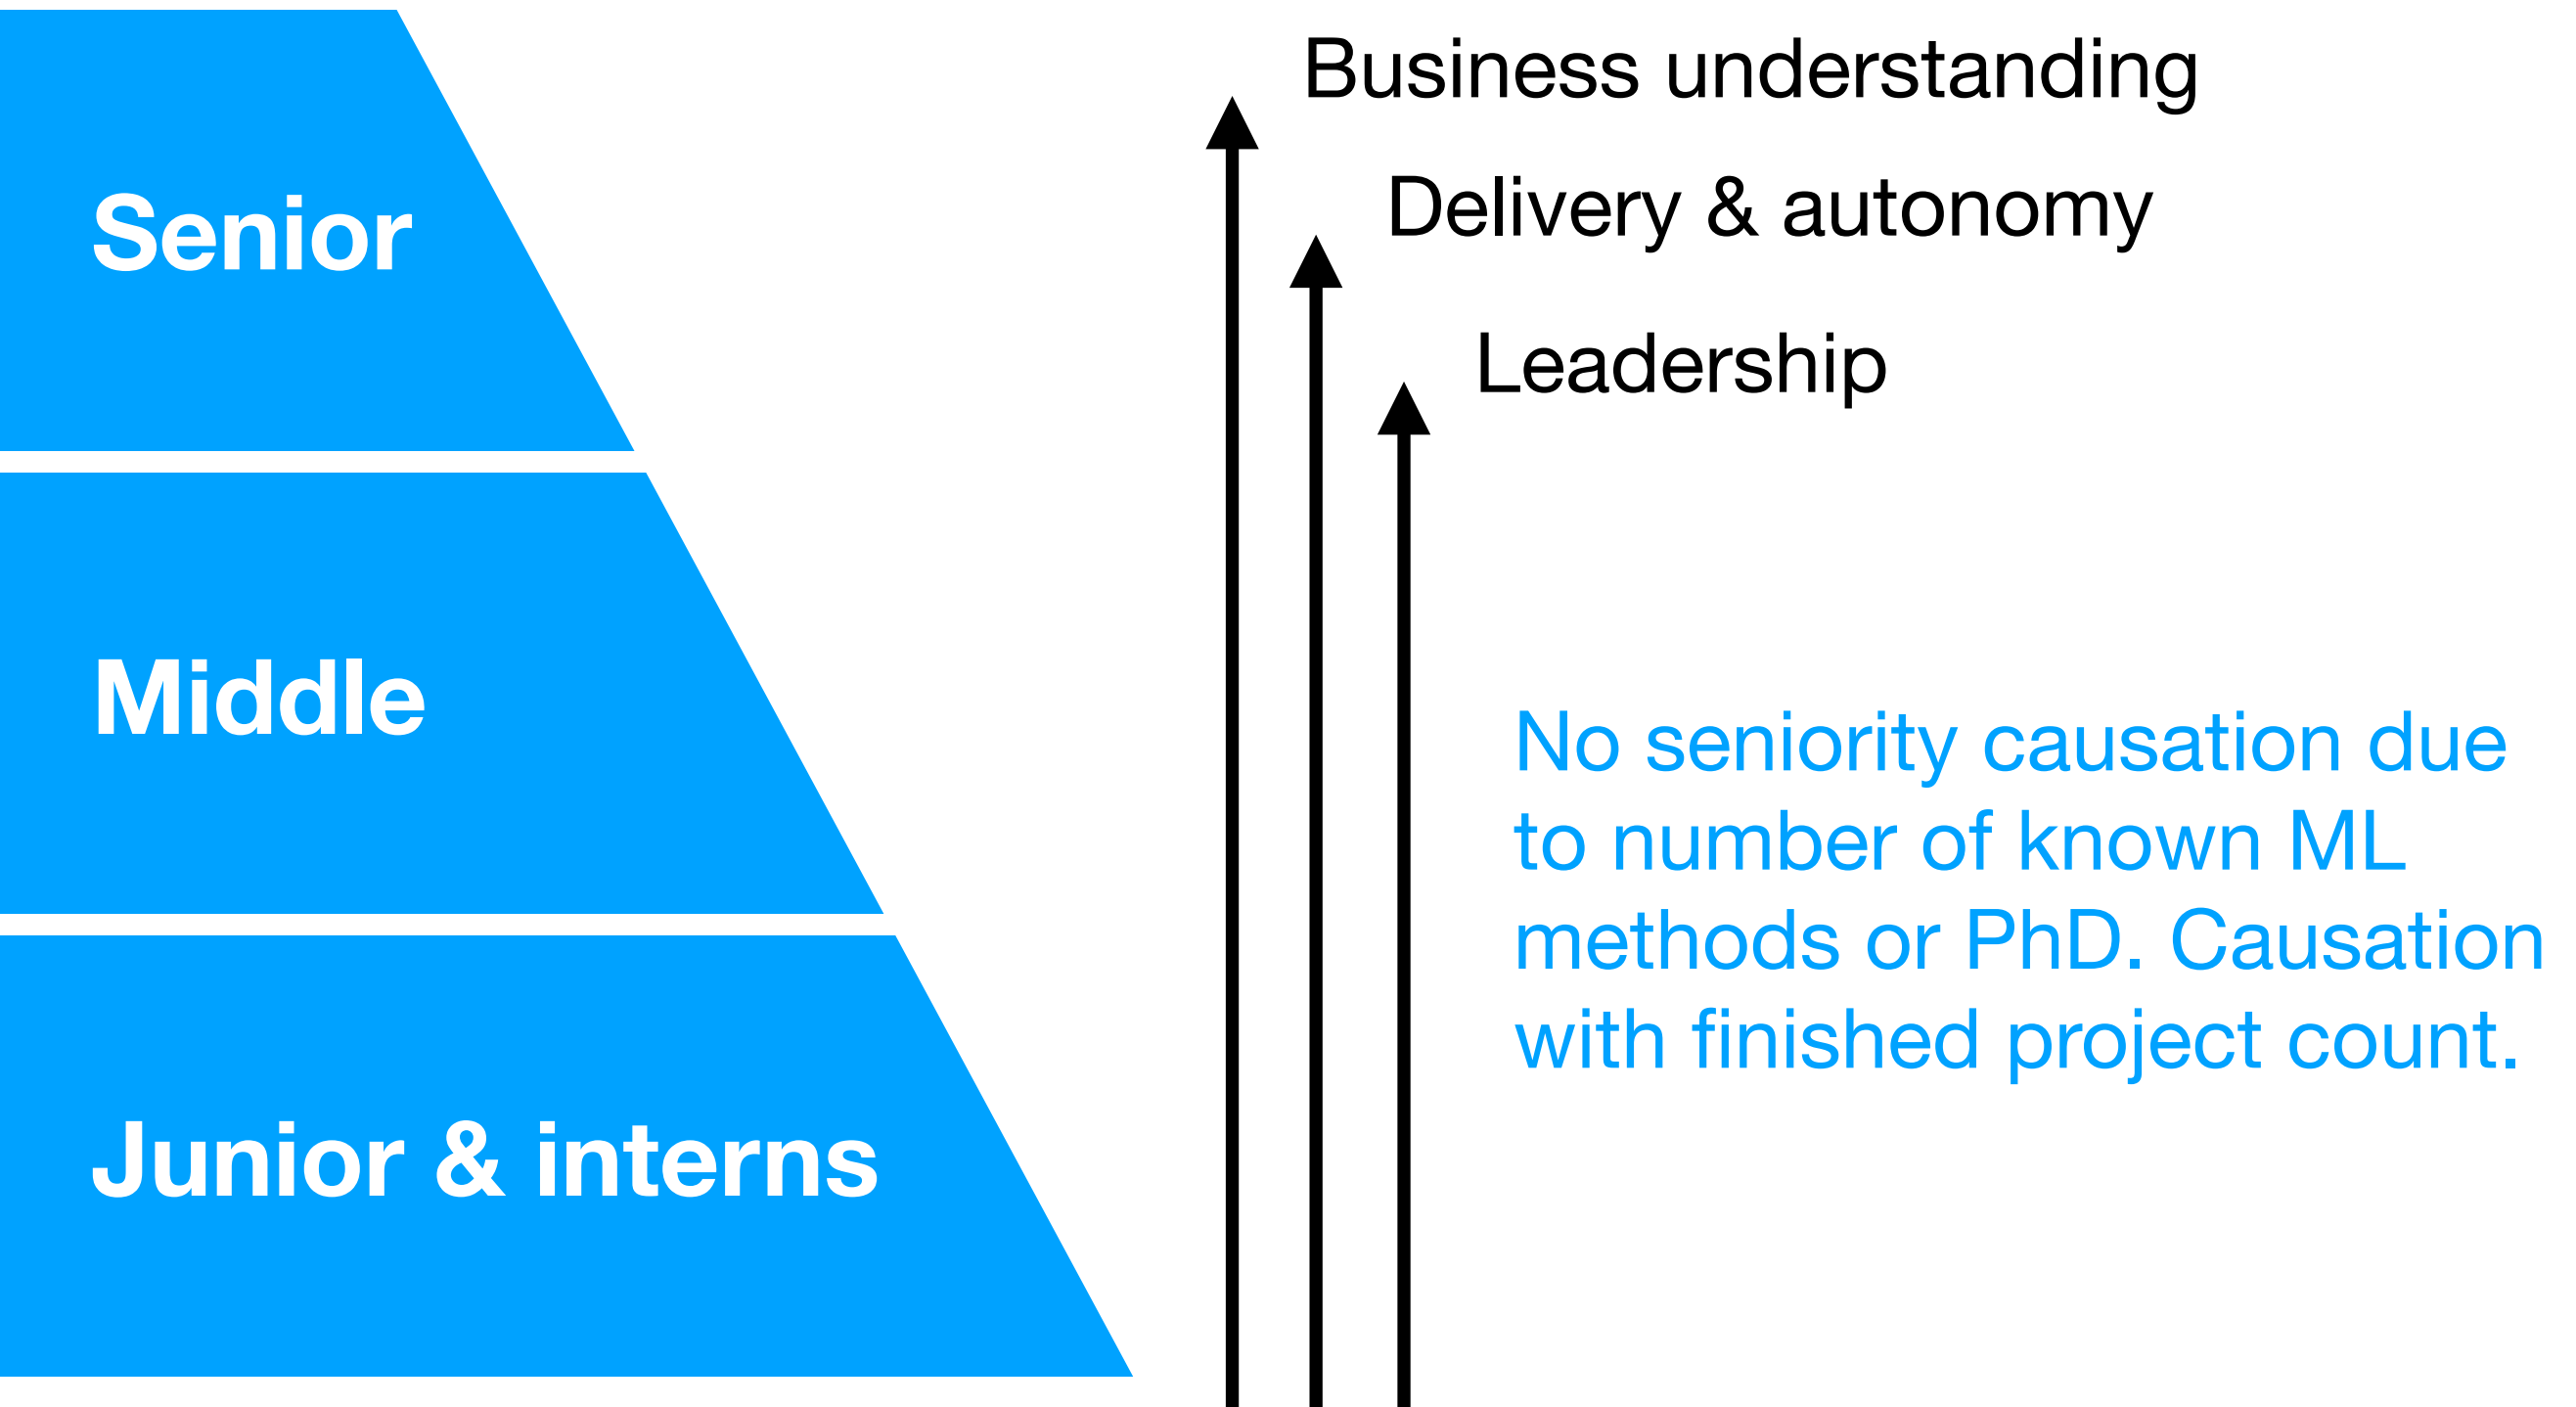 Senior
Middle
Junior & interns
Business understanding
Delivery & autonomy
Leadership
No seniority causation due
to number of known ML
methods or PhD. Causation
with finished project count.